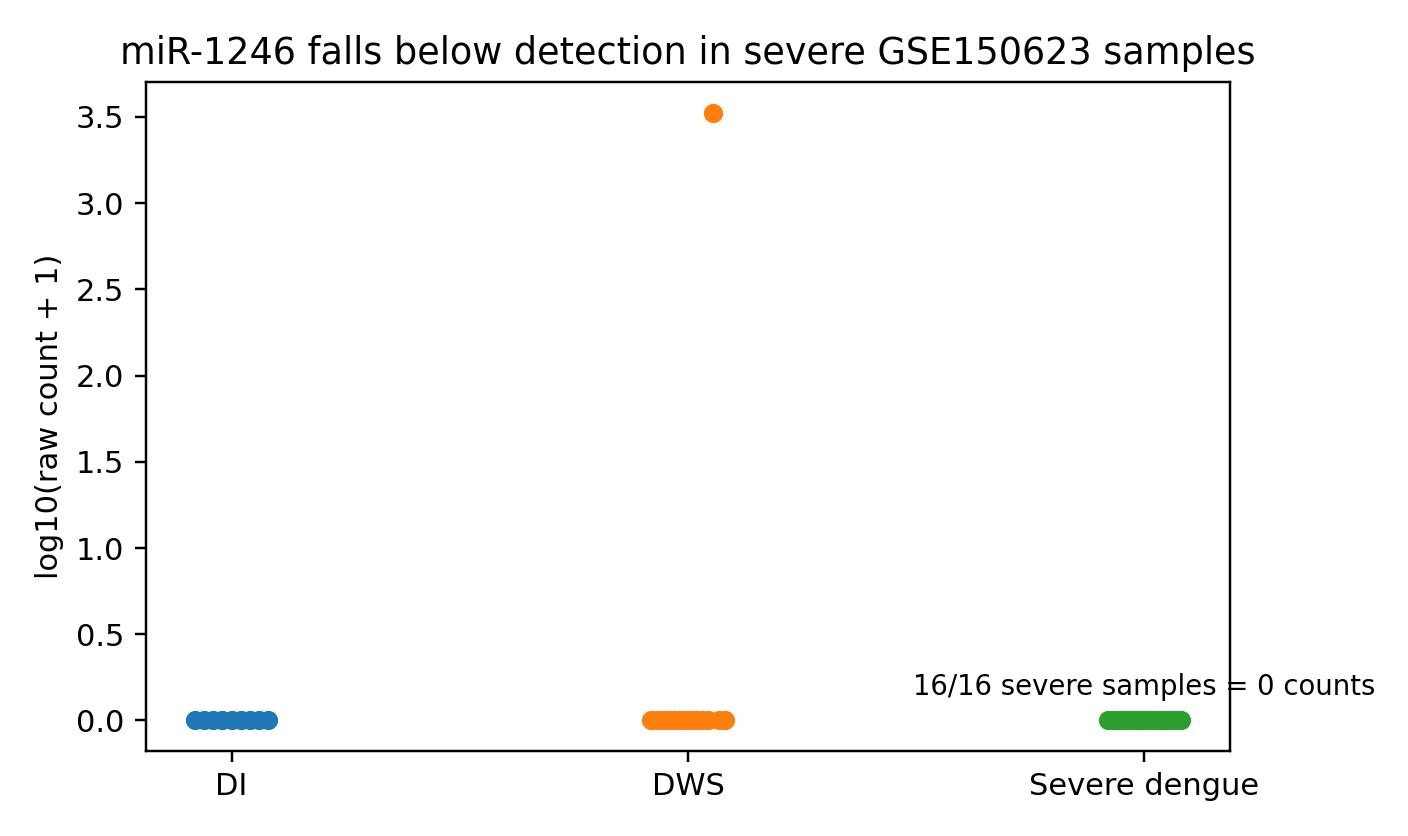 miR-1246 falls below detection in severe GSE150623 samples
log10(raw count + 1)
3.5
3.0
2.5
2.0
1.5
1.0
0.5
0.0
16/16 severe samples = 0 counts
DI
DWS
Severe dengue